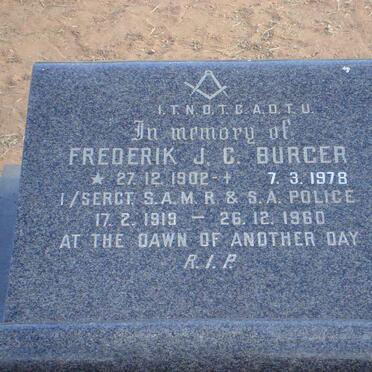 I.T.N.O.T.G.A.O.T.U.
In memory of
FREDERIK J. C. BURGER
★ 27.12.1902 - + 7.3.1978
1/SERGT. S.A.M.R & S.A. POLICE
17.2.1919 — 26.12.1960
AT THE DAWN OF ANOTHER DAY
R.I.P.